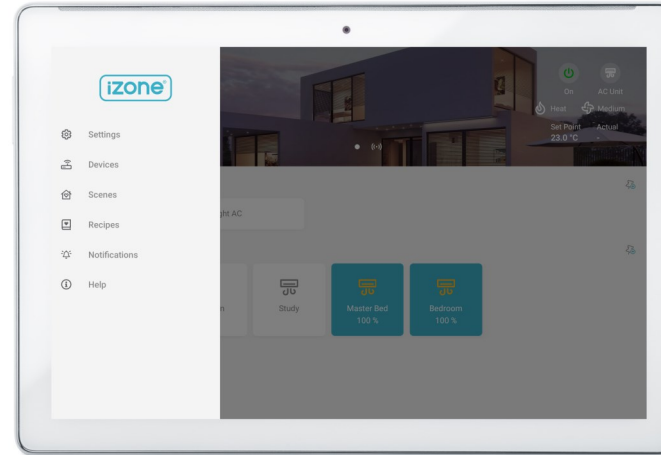 izone®
Settings
Devices
Scenes
Recipes
Notifications
Help
On
AC Unit
Heat
Medium
Set Point
Actual
23.0 °C
-
ght AC
n
Study
Master Bed
100 %
Bedroom
100 %